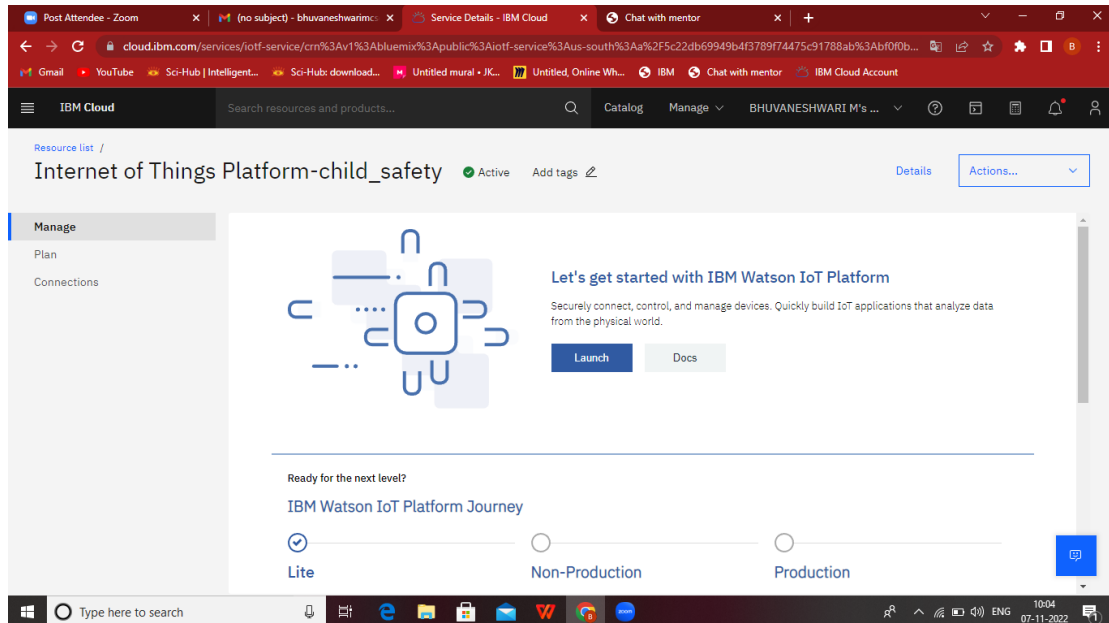 Post Attendee - Zoom
(no subject) - bhuvaneshwarimcs
Service Details - IBM Cloud
Chat with mentor
cloud.ibm.com/services/iotf-service/crn%3Av1%3Abluemix%3Apublic%3Aiotf-service%3Aus-south%3Aa%2F5c22db69949b4f3789f74475c91788ab%3Abf0f0b...
B
Gmail
YouTube
Sci-Hub | Intelligent...
Sci-Hub: download...
Untitled mural • JK...
Untitled, Online Wh...
IBM
Chat with mentor
IBM Cloud Account
IBM Cloud
Search resources and products...
Catalog
Manage
BHUVANESHWARI M's ...
Resource list /
Internet of Things Platform-child_safety
Active
Add tags
Details
Actions...
Manage
Plan
Connections
Let's get started with IBM Watson IoT Platform
Securely connect, control, and manage devices. Quickly build IoT applications that analyze data
from the physical world.
Launch
Docs
Ready for the next level?
IBM Watson IoT Platform Journey
Lite
Non-Production
Production
Type here to search
zoom
ENG
10:04
07-11-2022